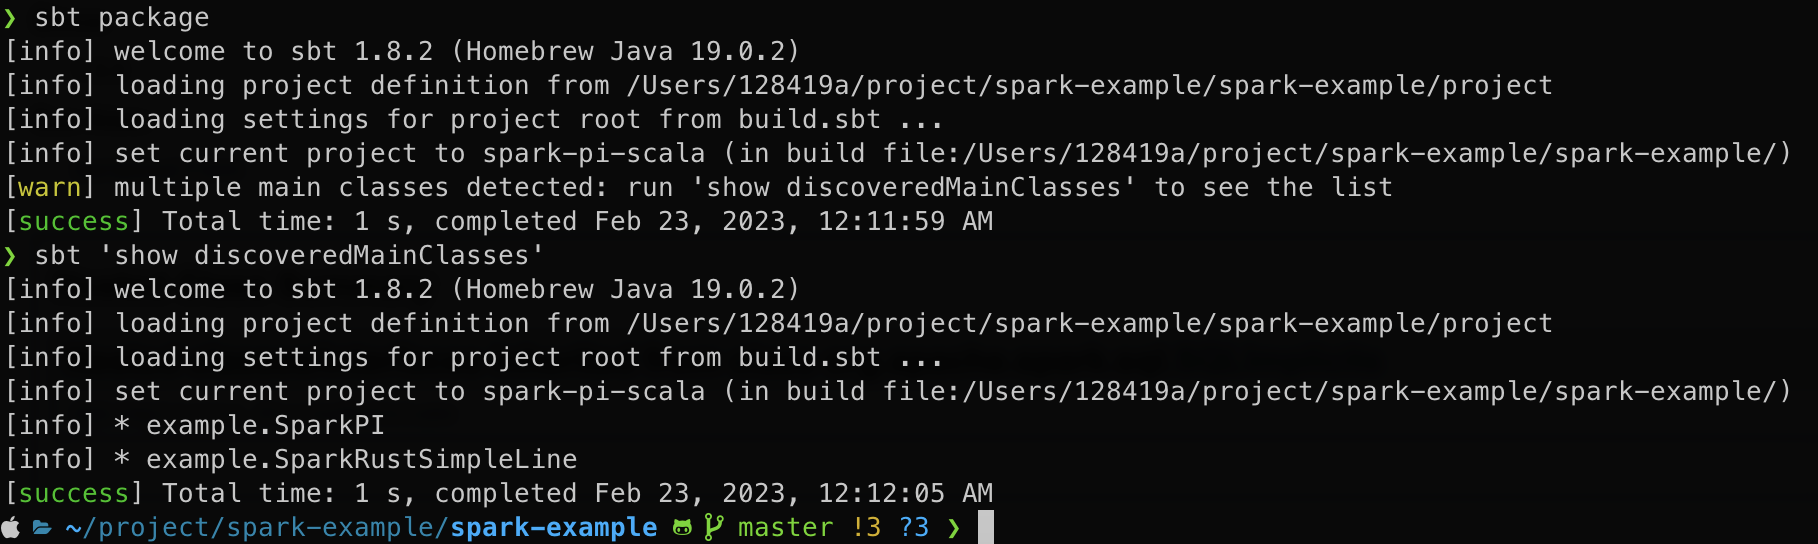 ❯ sbt package
[info] welcome to sbt 1.8.2 (Homebrew Java 19.0.2)
[info] loading project definition from /Users/128419a/project/spark-example/spark-example/project
[info] loading settings for project root from build.sbt ...
[info] set current project to spark-pi-scala (in build file:/Users/128419a/project/spark-example/spark-example/)
[warn] multiple main classes detected: run 'show discoveredMainClasses' to see the list
[success] Total time: 1 s, completed Feb 23, 2023, 12:11:59 AM
❯ sbt 'show discoveredMainClasses'
[info] welcome to sbt 1.8.2 (Homebrew Java 19.0.2)
[info] loading project definition from /Users/128419a/project/spark-example/spark-example/project
[info] loading settings for project root from build.sbt ...
[info] set current project to spark-pi-scala (in build file:/Users/128419a/project/spark-example/spark-example/)
[info] * example.SparkPI
[info] * example.SparkRustSimpleLine
[success] Total time: 1 s, completed Feb 23, 2023, 12:12:05 AM
~/project/spark-example/spark-example master !3 ?3 ❯